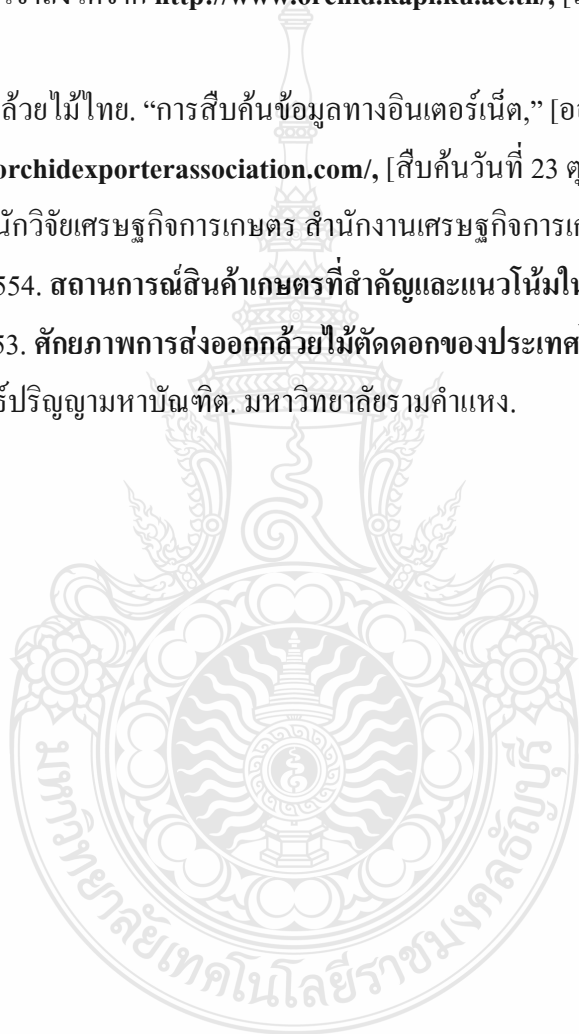 http://www.orchid.kapi.ku.ac.th/,
ล้วยไม้ไทย. “การสืบค้นข้อมูลทางอินเตอร์เน็ต,” [ออ
orchidexporterassociation.com/, [สืบค้นวันที่ 23 ตุ
นักวิจัยเศรษฐกิจการเกษตร สำนักงานเศรษฐกิจการเก
554. สถานการณ์สินค้าเกษตรที่สำคัญและแนวโน้มใน
53. ศักยภาพการส่งออกกล้วยไม้ตัดดอกของประเทศ
ธ์ปริญญามหาบัณฑิต. มหาวิทยาลัยรามคำแหง.
มหาวิทยาลัยเทคโนโลยีราชมงคลธัญบุรี